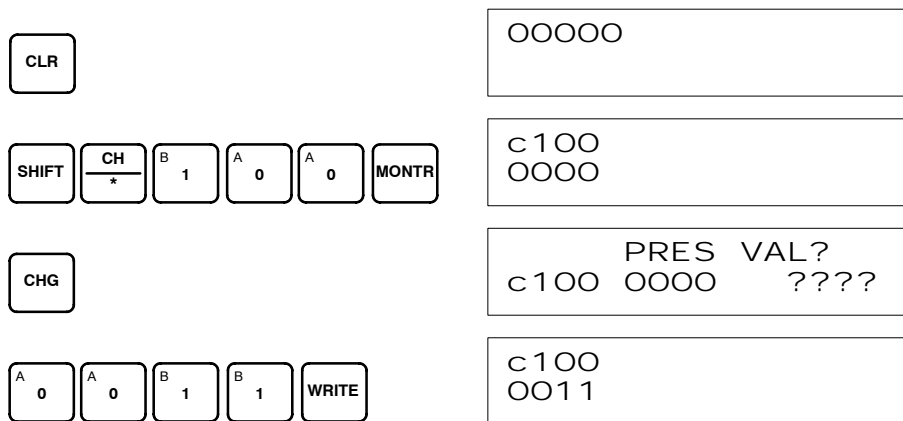 CLR
00000
SHIFT CH * B 1 A 0 A 0 MONTR
c100
0000
CHG
PRES VAL?
c100 0000 ????
A 0 A 0 B 1 B 1 WRITE
c100
0011